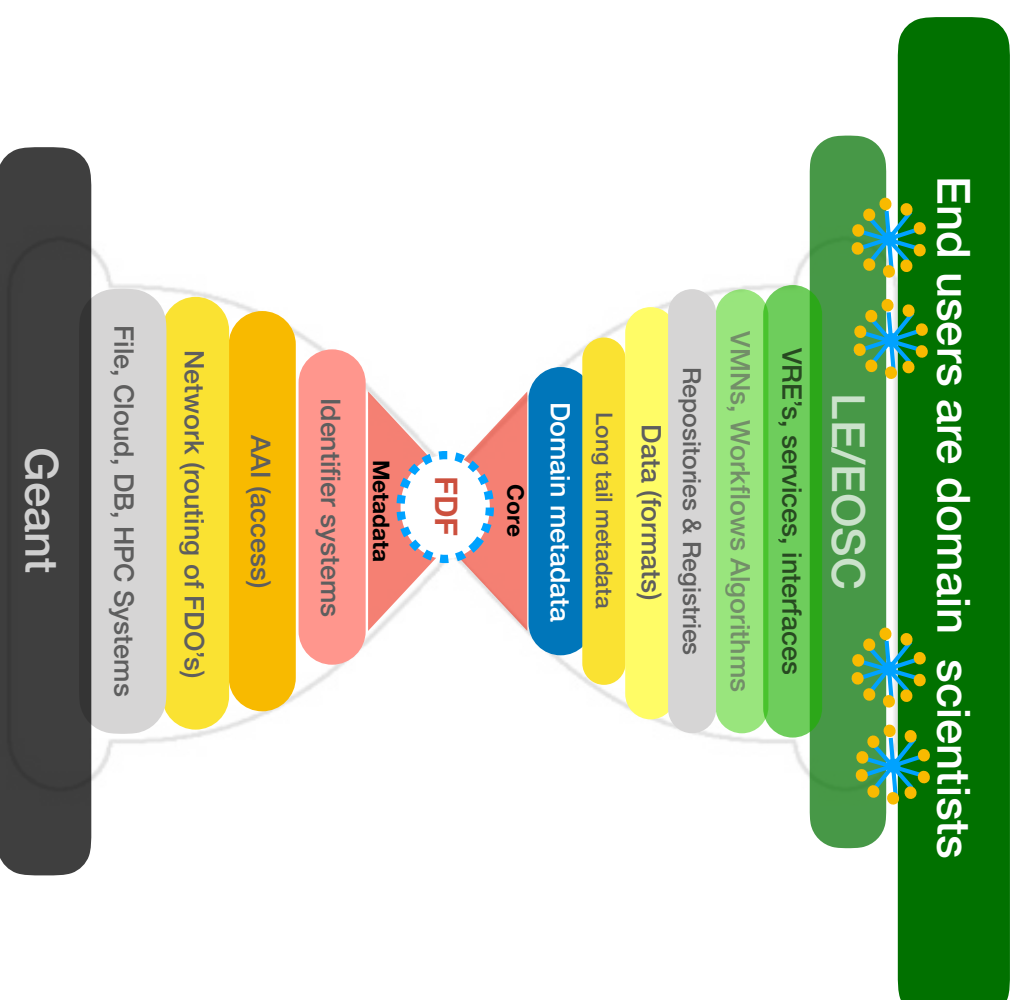 End users are domain scientists
LE/EOSC
VRE's, services, interfaces
VMNs, Workflows Algorithms
Repositories & Registries
Data (formats)
Long tail metadata
Domain metadata
Core
FDF
Metadata
Identifier systems
AAI (access)
Network (routing of FDO's)
File, Cloud, DB, HPC Systems
Geant